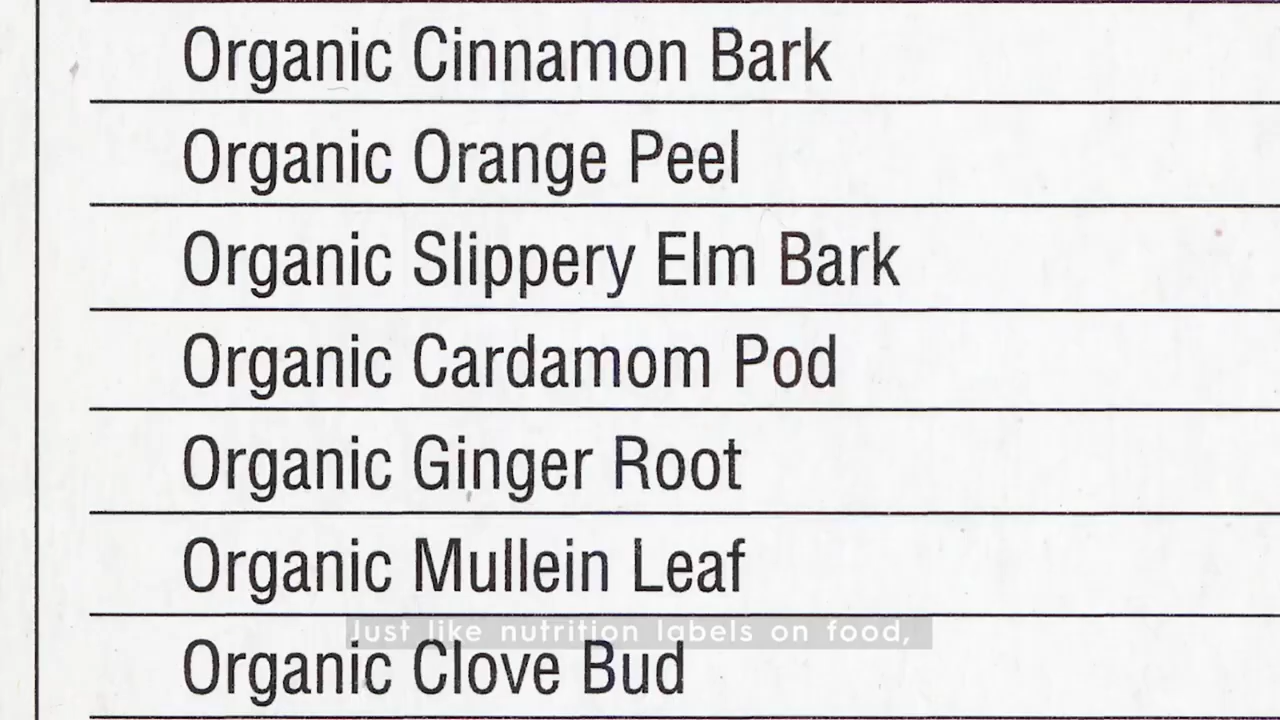 Organic Cinnamon Bark
Organic Orange Peel
Organic Slippery Elm Bark
Organic Cardamom Pod
Organic Ginger Root
Organic Mullein Leaf
Just like nutrition labels on food,
Organic Clove Bud